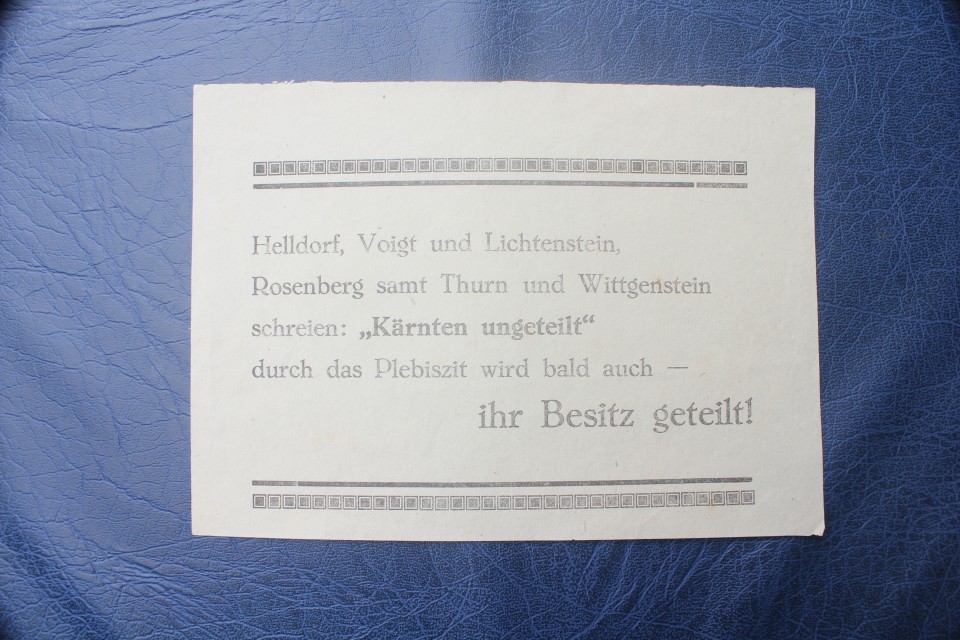 Helldorf, Voigt und Lichtenstein,
Rosenberg samt Thurn und Wittgenstein
schreien: „Kärnten ungeteilt“
durch das Plebiszit wird bald auch —
ihr Besitz geteilt!